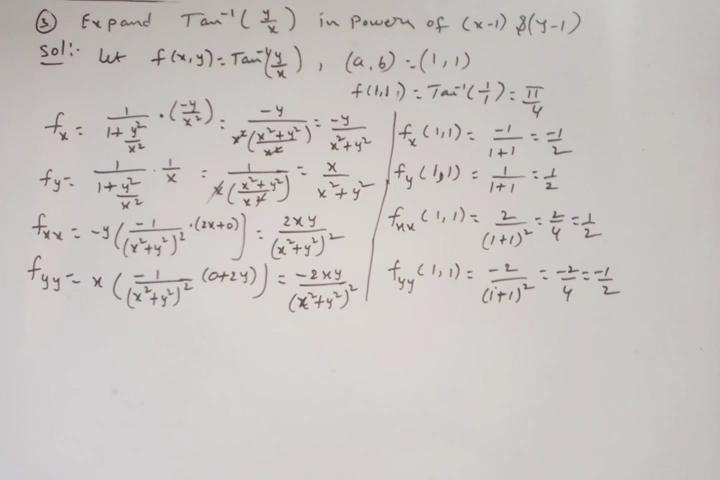 ③ Expand Tan⁻¹(y/x) in powers of (x-1) &(y-1)
Sol:- let f(x,y)=Tan⁻¹(y/x), (a,b)=(1,1)
f(1,1)=Tan⁻¹(1/1)=π/4
fx = 1/(1+y²/x²) · (-y/x²) = -y/(x²(x²+y²)/x²) = -y/(x²+y²)
fx(1,1) = -1/(1+1) = -1/2
fy = 1/(1+y²/x²) · 1/x = 1/(x(x²+y²)/x²) = x/(x²+y²)
fy(1,1) = 1/(1+1) = 1/2
fxx = -y(-1/(x²+y²)² ·(2x+0)) = 2xy/(x²+y²)²
fxx(1,1) = 2/(1+1)² = 2/4 = 1/2
fyy = x(-1/(x²+y²)² (0+2y)) = -2xy/(x²+y²)²
fyy(1,1) = -2/(1+1)² = -2/4 = -1/2